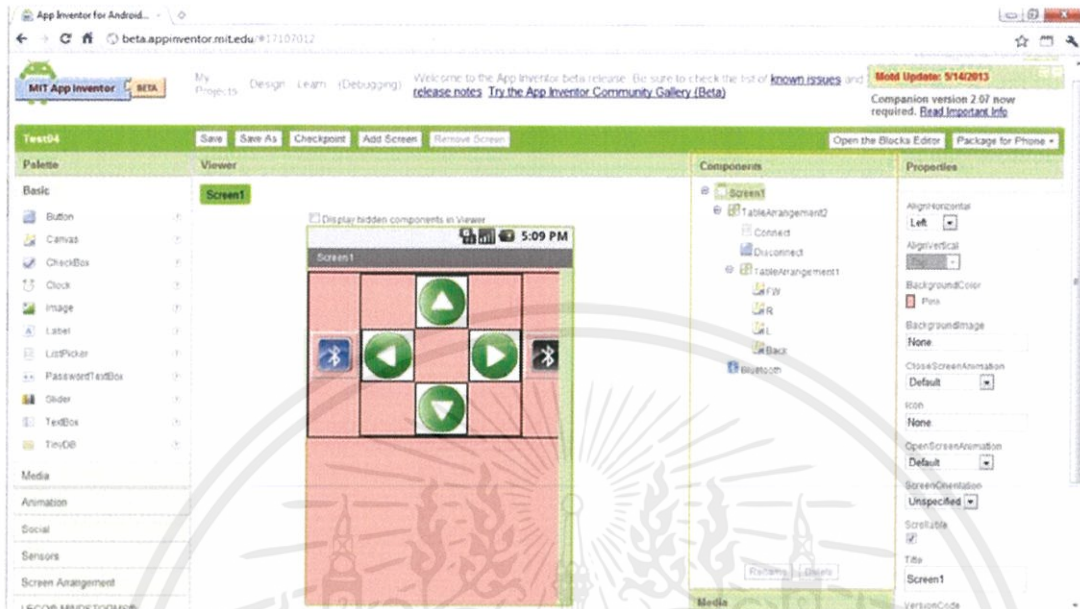 App Inventor for Android...
beta.appinventor.mit.edu/#17107012
MIT App Inventor BETA
My Projects Design Learn (Debugging)
Welcome to the App Inventor beta release. Be sure to check the list of known issues and
release notes. Try the App Inventor Community Gallery (Beta)
Motd Update: 5/14/2013
Companion version 2.07 now
required. Read Important Info
Test04
Save Save As Checkpoint Add Screen Remove Screen
Open the Blocks Editor Package for Phone
Palette
Viewer
Components
Properties
Basic
Button
Canvas
CheckBox
Clock
Image
Label
ListPicker
PasswordTextBox
Slider
TextBox
TinyDB
Media
Animation
Social
Sensors
Screen Arrangement
LEGO® MINDSTORMS®
Screen1
Display hidden components in Viewer
5:09 PM
Screen1
Screen1
TableArrangement2
Connect
Disconnect
TableArrangement1
FW
R
L
Back
Bluetooth
Rename Delete
Media
AlignHorizontal
Left
AlignVertical
Top
BackgroundColor
Pink
BackgroundImage
None
CloseScreenAnimation
Default
Icon
None
OpenScreenAnimation
Default
ScreenOrientation
Unspecified
Scrollable
Title
Screen1
VersionCode